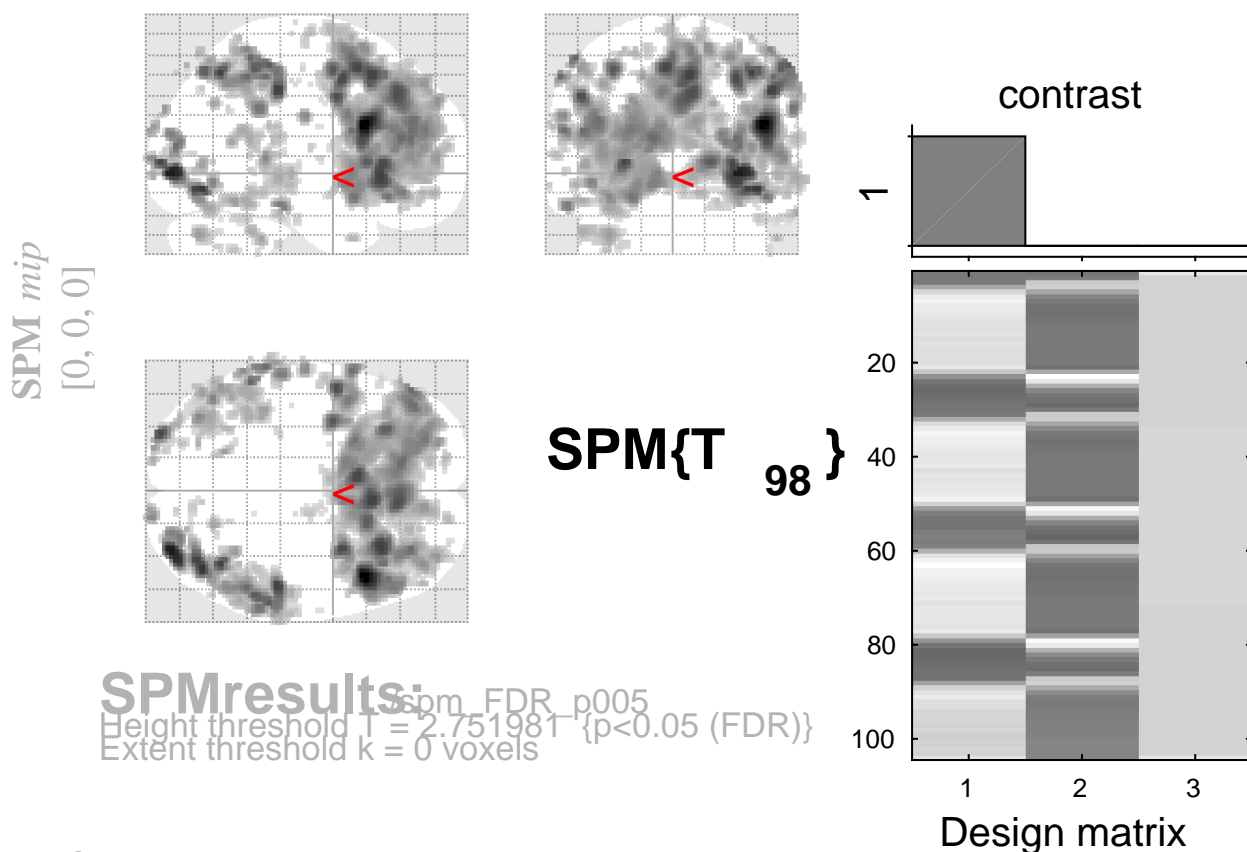 SPM mip
[0, 0, 0]
<
<
<
SPM{T 98}
contrast
1
20
40
60
80
100
1
2
3
Design matrix
SPMresults: ./spm_FDR_p005
Height threshold T = 2.751981 {p<0.05 (FDR)}
Extent threshold k = 0 voxels